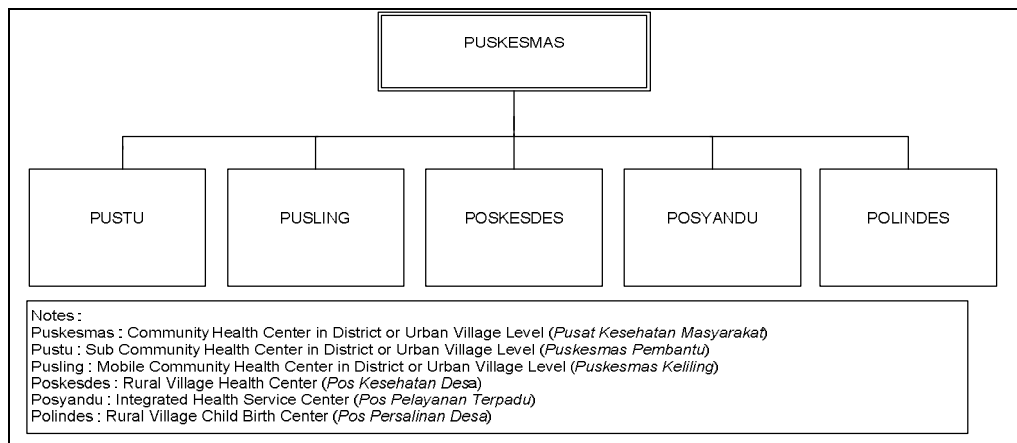 PUSKESMAS
PUSTU
PUSLING
POSKESDES
POSYANDU
POLINDES
Notes :
Puskesmas : Community Health Center in District or Urban Village Level (Pusat Kesehatan Masyarakat)
Pustu : Sub Community Health Center in District or Urban Village Level (Puskesmas Pembantu)
Pusling : Mobile Community Health Center in District or Urban Village Level (Puskesmas Keliling)
Poskesdes : Rural Village Health Center (Pos Kesehatan Desa)
Posyandu : Integrated Health Service Center (Pos Pelayanan Terpadu)
Polindes : Rural Village Child Birth Center (Pos Persalinan Desa)